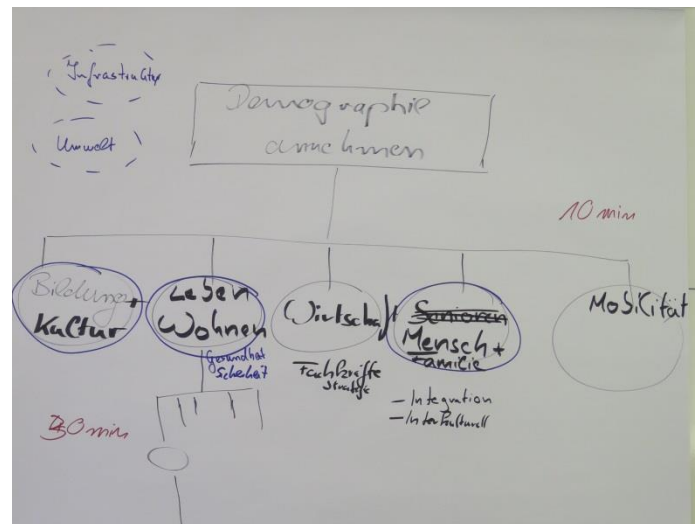 Infrastruktur
Umwelt
Demographie
annehmen
10 min
Bildung
Kultur
Leben
Wohnen
Gesundheit
Sicherheit
Wirtschaft
Fachkräfte
Strategie
Senioren
Mensch +
Familie
- Integration
- Interkulturell
Mobilität
30 min